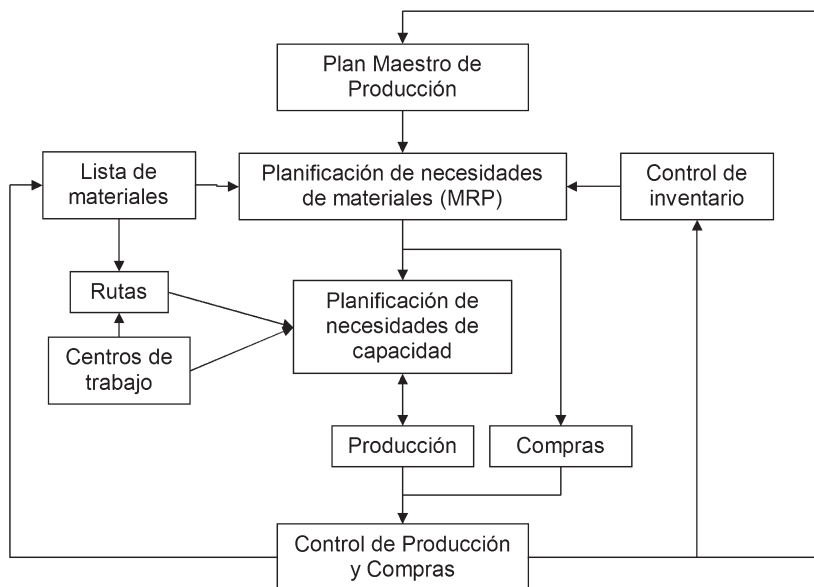 Plan Maestro de
Producción
Lista de
materiales
Planificación de necesidades
de materiales (MRP)
Control de
inventario
Rutas
Planificación de
necesidades de
capacidad
Centros de
trabajo
Producción
Compras
Control de Producción
y Compras